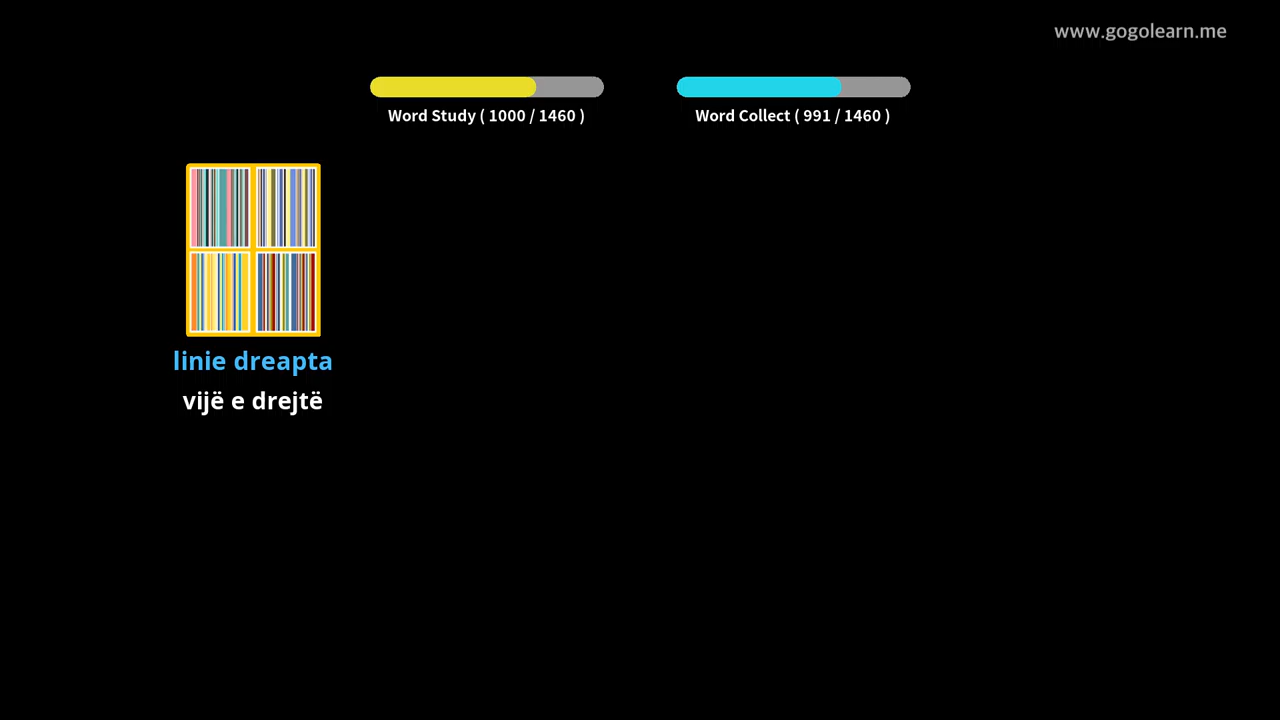 www.gogolearn.me
Word Study ( 1000 / 1460 )
Word Collect ( 991 / 1460 )
linie dreapta
vijë e drejtë